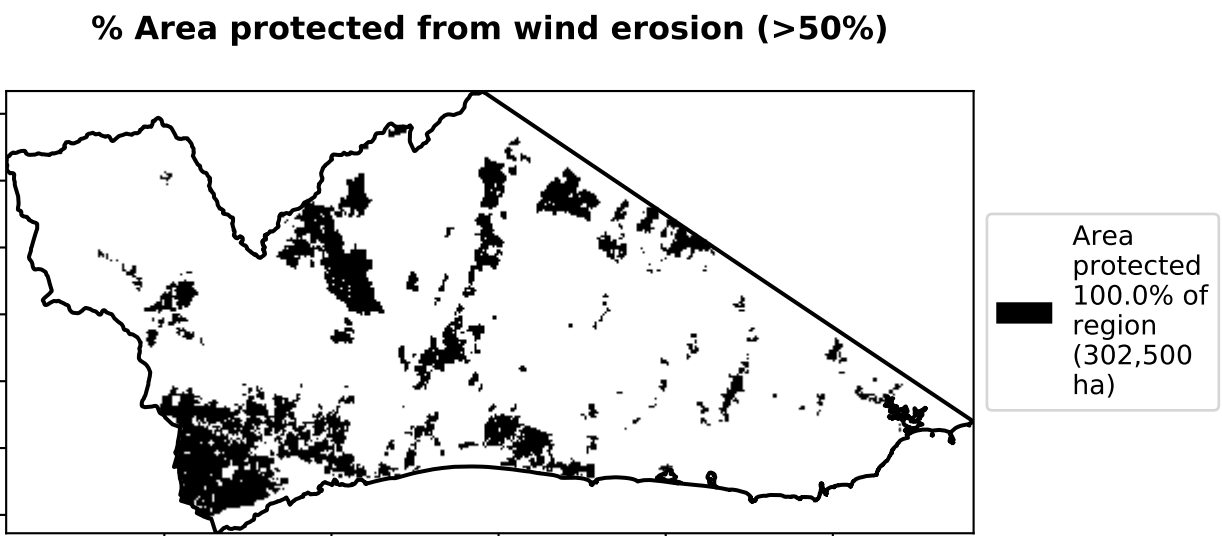 % Area protected from wind erosion (>50%)
Area
protected
100.0% of
region
(302,500
ha)